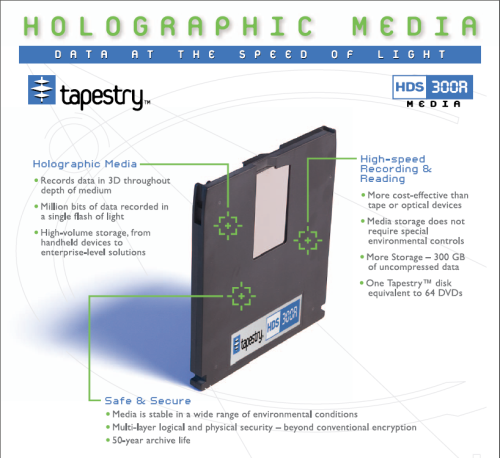 HOLOGRAPHIC MEDIA
DATA AT THE SPEED OF LIGHT
tapestry™
HDS 300R
MEDIA
Holographic Media
• Records data in 3D throughout
depth of medium
• Million bits of data recorded in
a single flash of light
• High-volume storage, from
handheld devices to
enterprise-level solutions
High-speed
Recording &
Reading
• More cost-effective than
tape or optical devices
• Media storage does not
require special
environmental controls
• More Storage – 300 GB
of uncompressed data
• One Tapestry™ disk
equivalent to 64 DVDs
tapestry. HDS 300R
Safe & Secure
• Media is stable in a wide range of environmental conditions
• Multi-layer logical and physical security – beyond conventional encryption
• 50-year archive life